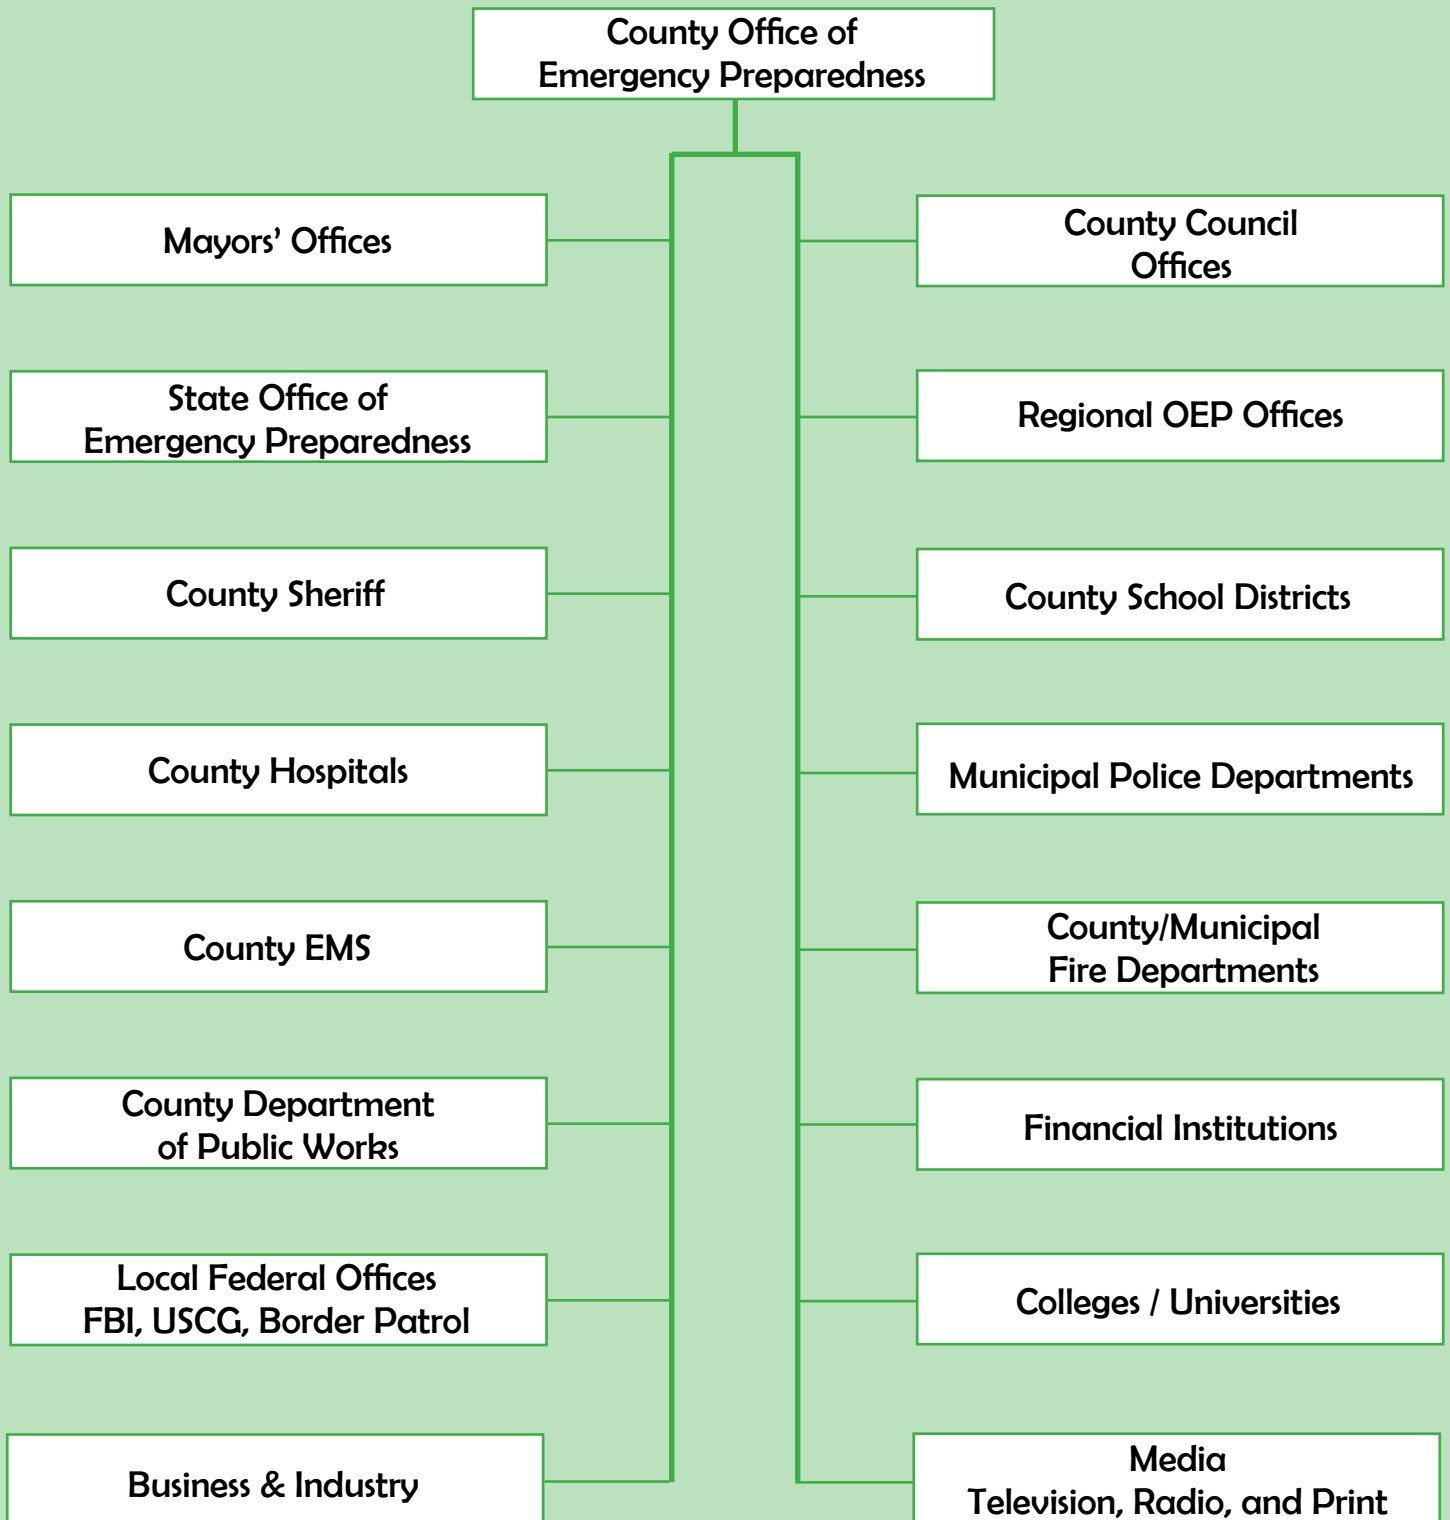 County Office of
Emergency Preparedness
Mayors’ Offices
County Council
Offices
State Office of
Emergency Preparedness
Regional OEP Offices
County Sheriff
County School Districts
County Hospitals
Municipal Police Departments
County EMS
County/Municipal
Fire Departments
County Department
of Public Works
Financial Institutions
Local Federal Offices
FBI, USCG, Border Patrol
Colleges / Universities
Business & Industry
Media
Television, Radio, and Print